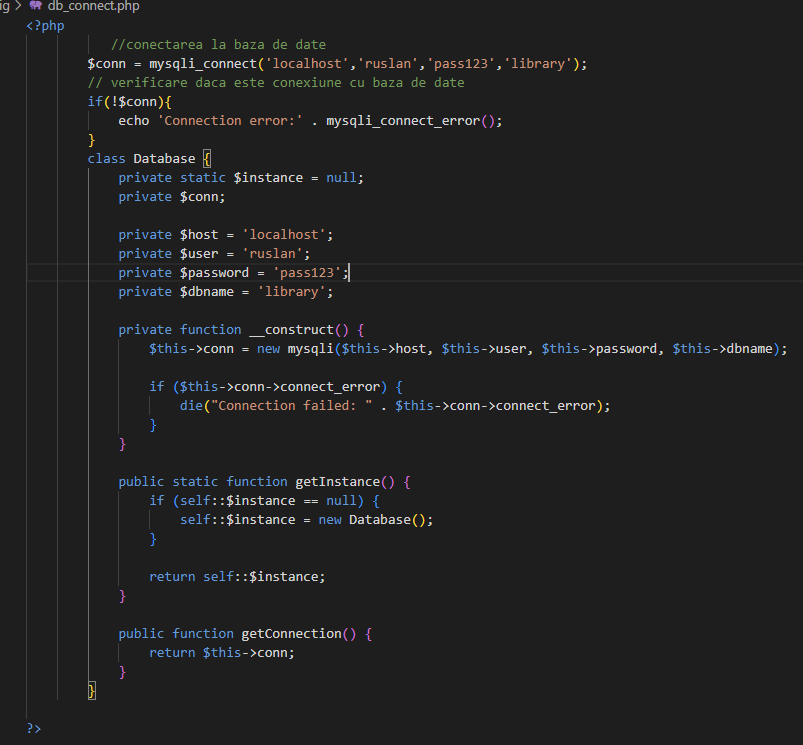 ig > db_connect.php
<?php
//conectarea la baza de date
$conn = mysqli_connect('localhost','ruslan','pass123','library');
// verificare daca este conexiune cu baza de date
if(!$conn){
echo 'Connection error:' . mysqli_connect_error();
}
class Database {
private static $instance = null;
private $conn;
private $host = 'localhost';
private $user = 'ruslan';
private $password = 'pass123';
private $dbname = 'library';
private function __construct() {
$this->conn = new mysqli($this->host, $this->user, $this->password, $this->dbname);
if ($this->conn->connect_error) {
die("Connection failed: " . $this->conn->connect_error);
}
}
public static function getInstance() {
if (self::$instance == null) {
self::$instance = new Database();
}
return self::$instance;
}
public function getConnection() {
return $this->conn;
}
}
?>